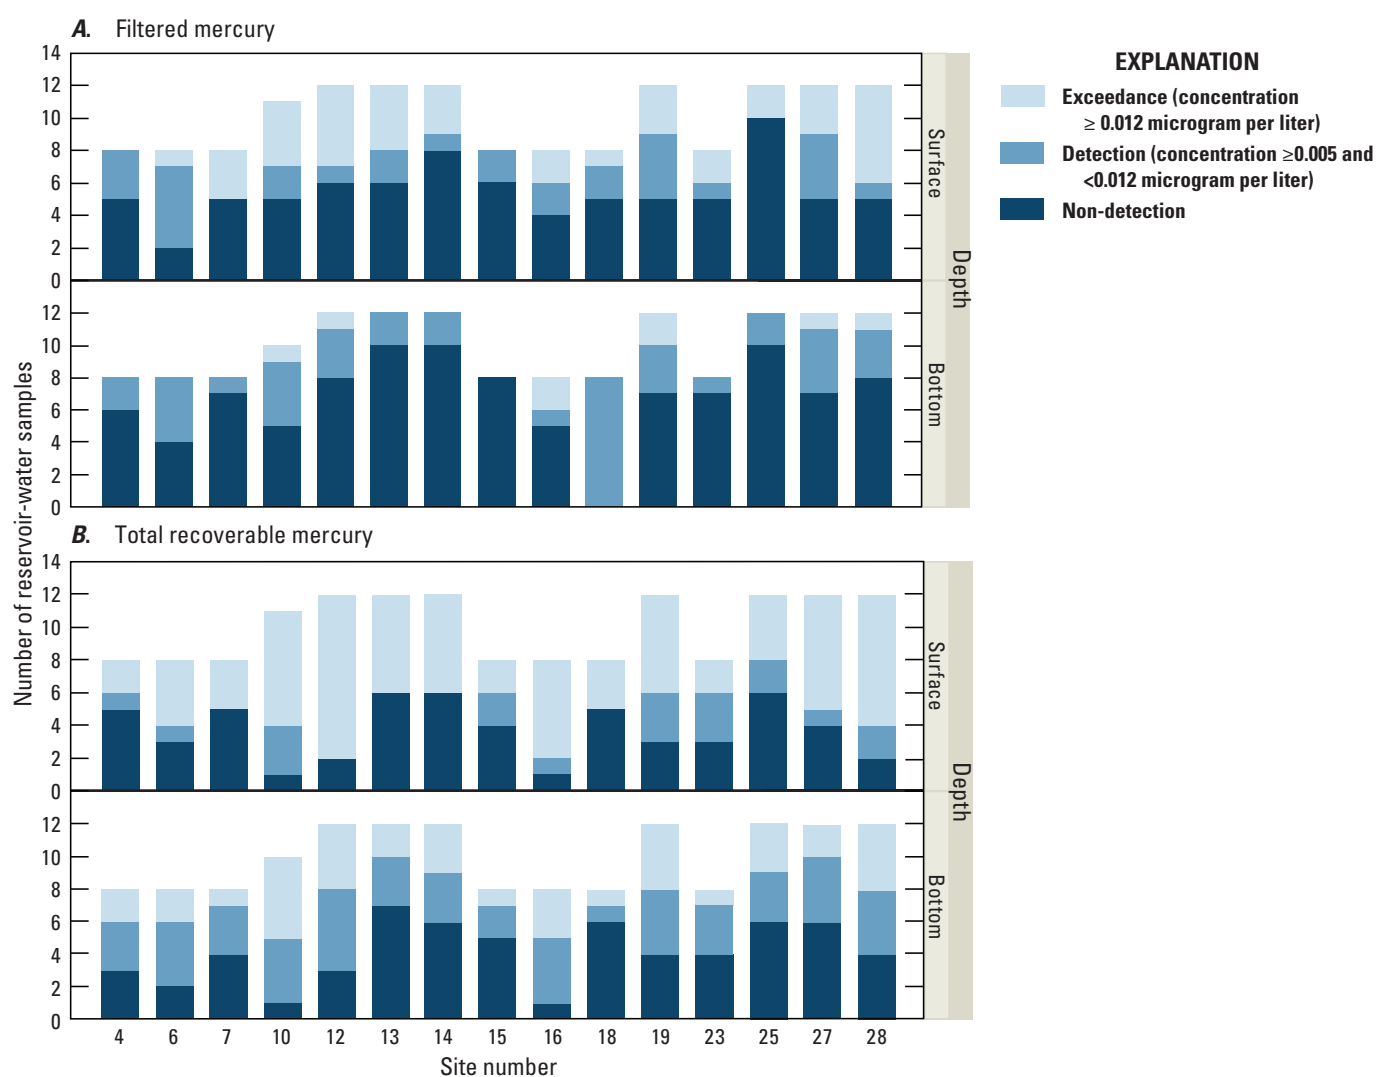 A. Filtered mercury
14
12
10
8
6
4
2
0
12
10
8
6
4
2
0
Surface
Bottom
Depth
EXPLANATION
Exceedance (concentration
≥ 0.012 microgram per liter)
Detection (concentration ≥0.005 and
<0.012 microgram per liter)
Non-detection
Number of reservoir-water samples
B. Total recoverable mercury
14
12
10
8
6
4
2
0
12
10
8
6
4
2
0
Surface
Bottom
Depth
4 6 7 10 12 13 14 15 16 18 19 23 25 27 28
Site number